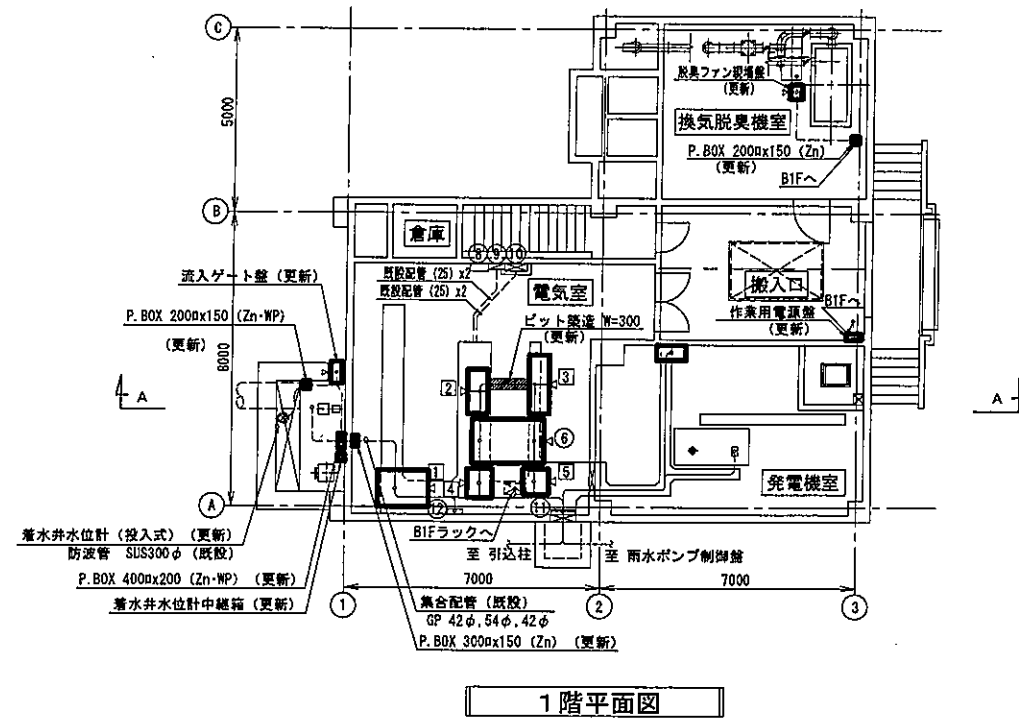 C
5000
脱臭ファン現場盤
(更新)
換気脱臭機室
P.BOX 200□x150 (Zn)
(更新)
B1Fへ
B
倉庫
8
9
10
既設配管 (25) x2
既設配管 (25) x2
電気室
搬入口
流入ゲート盤 (更新)
ピット築造 W=300
(更新)
B1Fへ
作業用電源盤
(更新)
P.BOX 200□x150 (Zn-WP)
(更新)
8000
A
A
2
3
6
1
4
5
発電機室
A
12
11
B1Fラックへ
着水井水位計 (投入式) (更新)
防波管 SUS300φ (既設)
至 引込柱
至 雨水ポンプ制御盤
P.BOX 400□x200 (Zn-WP) (更新)
7000
7000
着水井水位計中継箱 (更新)
1
集合配管 (既設)
2
3
GP 42φ,54φ,42φ
P.BOX 300□x150 (Zn) (更新)
1階平面図